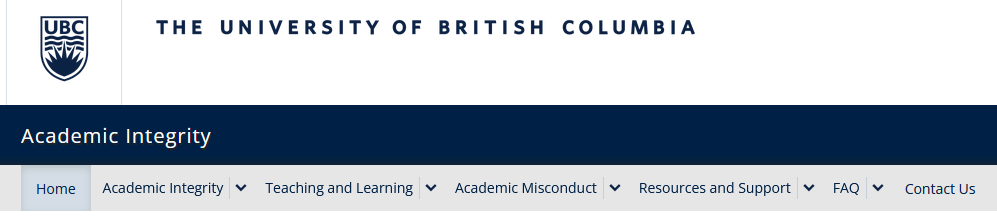 UBC
THE UNIVERSITY OF BRITISH COLUMBIA
Academic Integrity
Home Academic Integrity Teaching and Learning Academic Misconduct Resources and Support FAQ Contact Us